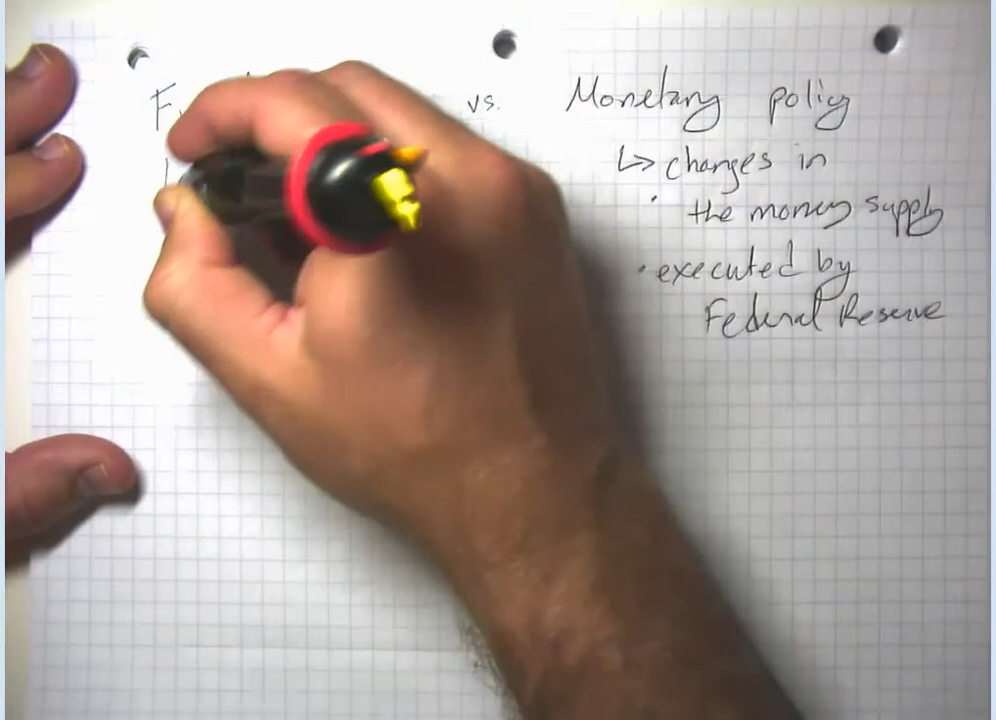 vs. Monetary policy
↳ changes in
the money supply
• executed by
Federal Reserve